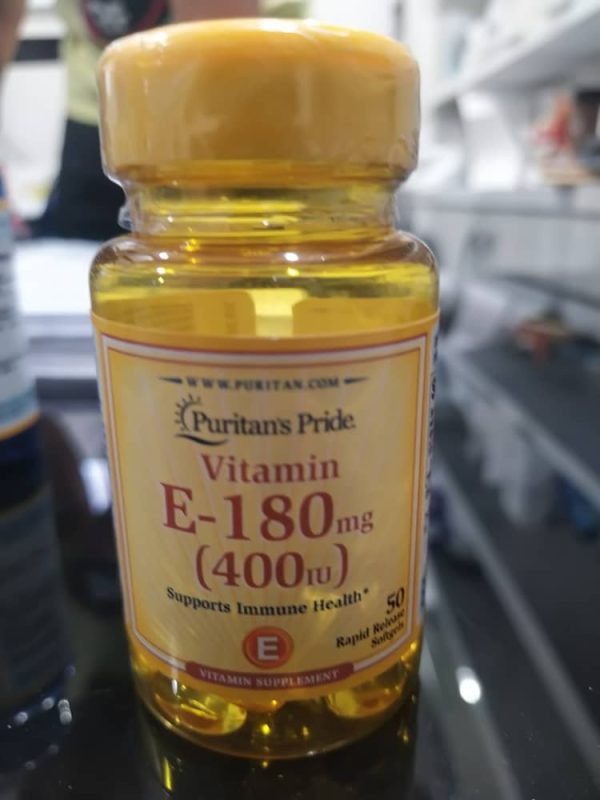 WWW.PURITAN.COM
Puritan's Pride
Vitamin
E-180mg
(400IU)
Supports Immune Health*
50
Rapid Release
Softgels
E
VITAMIN SUPPLEMENT